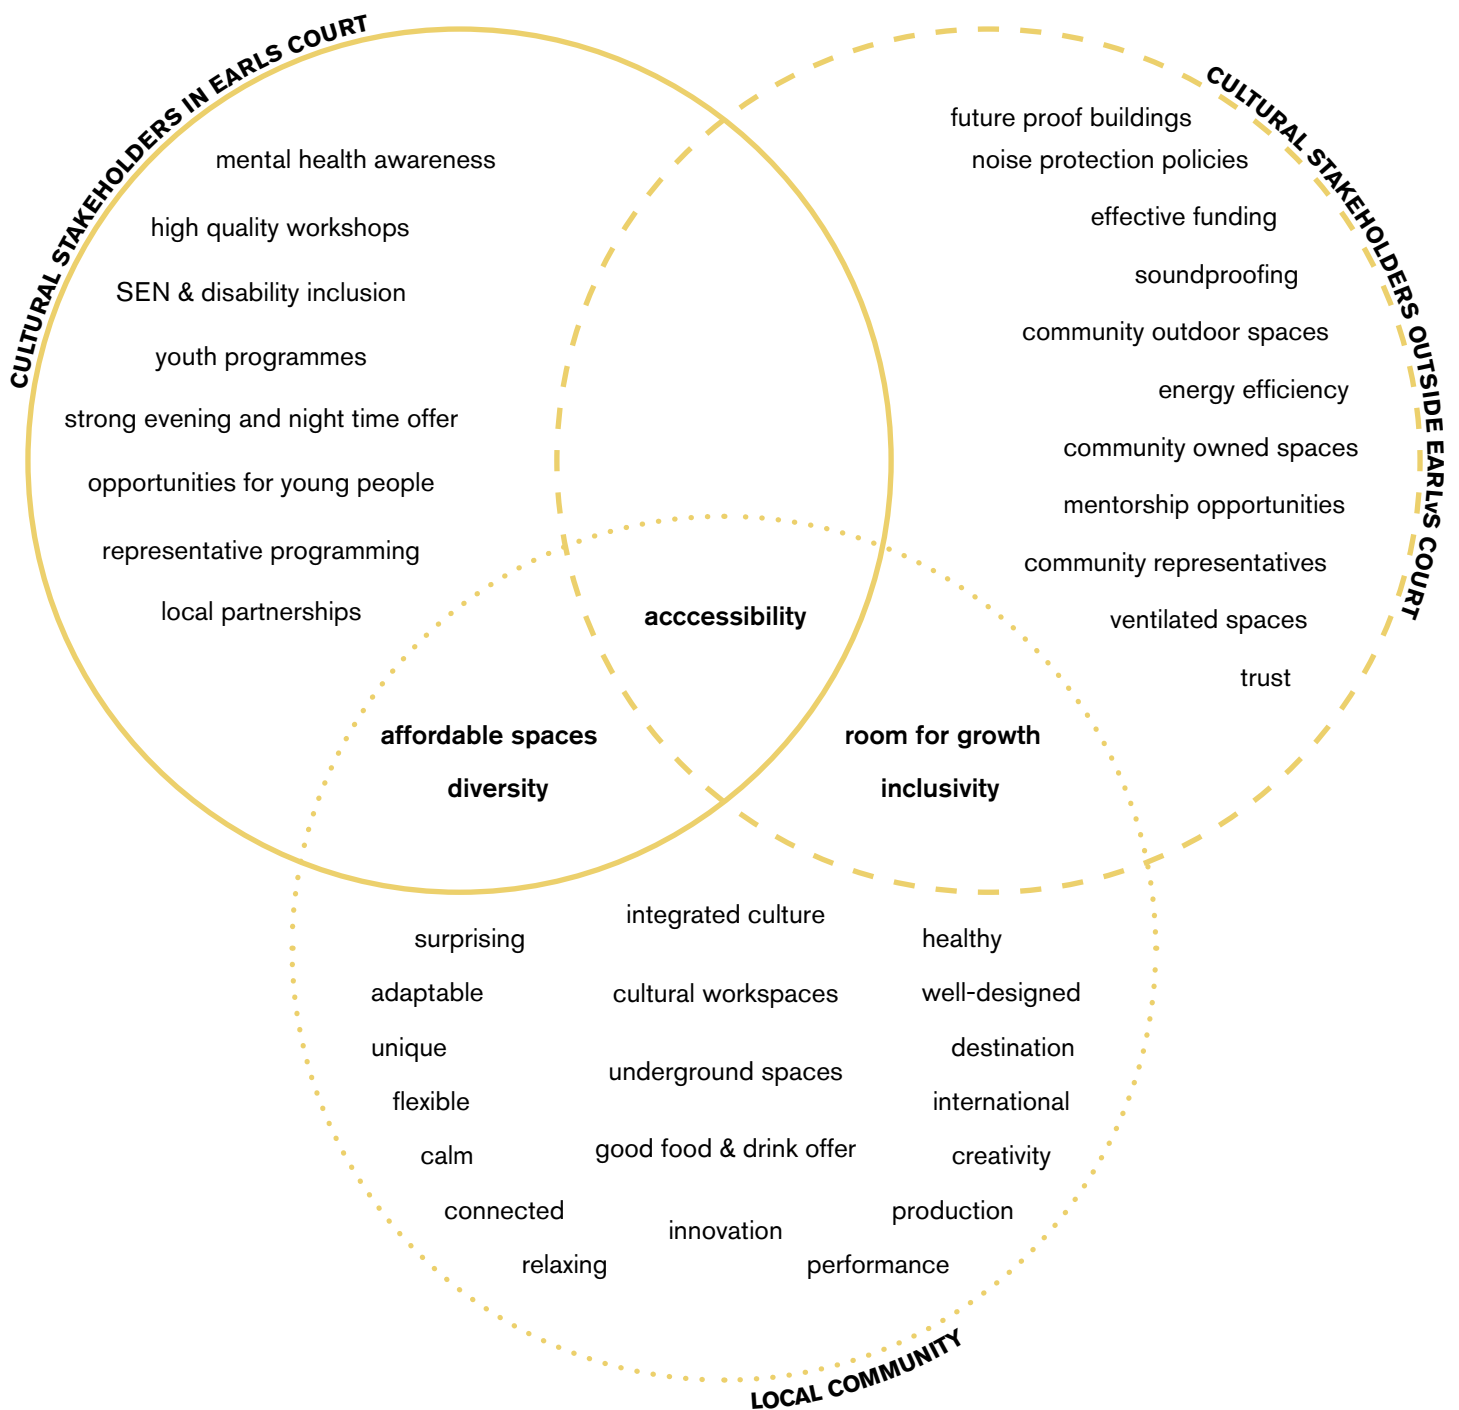 CULTURAL STAKEHOLDERS IN EARLS COURT
mental health awareness
high quality workshops
SEN & disability inclusion
youth programmes
strong evening and night time offer
opportunities for young people
representative programming
local partnerships
CULTURAL STAKEHOLDERS OUTSIDE EARLvS COURT
future proof buildings
noise protection policies
effective funding
soundproofing
community outdoor spaces
energy efficiency
community owned spaces
mentorship opportunities
community representatives
ventilated spaces
trust
acccessibility
affordable spaces
diversity
room for growth
inclusivity
surprising
adaptable
unique
flexible
calm
connected
relaxing
integrated culture
cultural workspaces
underground spaces
good food & drink offer
innovation
healthy
well-designed
destination
international
creativity
production
performance
LOCAL COMMUNITY